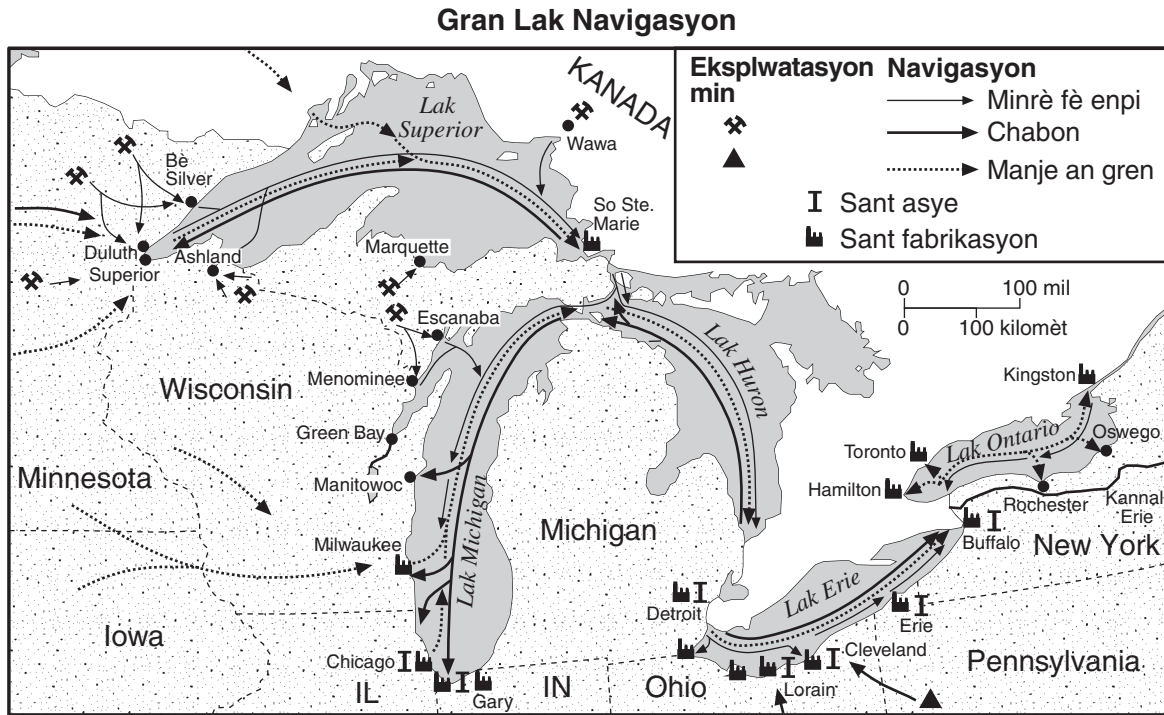 Gran Lak Navigasyon
Eksplwatasyon
min
Navigasyon
Minrè fè enpi
Chabon
Manje an gren
Sant asye
Sant fabrikasyon
KANADA
Lak
Superior
Wawa
Bè
Silver
So Ste.
Marie
Duluth
Superior
Ashland
Marquette
0 100 mil
0 100 kilomèt
Escanaba
Menominee
Wisconsin
Lak Huron
Kingston
Green Bay
Toronto
Lak Ontario
Oswego
Minnesota
Manitowoc
Hamilton
Rochester
Kannal
Erie
Michigan
Lak Michigan
Milwaukee
Buffalo
New York
Lak Erie
Detroit
Erie
Iowa
Chicago
Cleveland
Pennsylvania
IL
Gary
IN
Ohio
Lorain